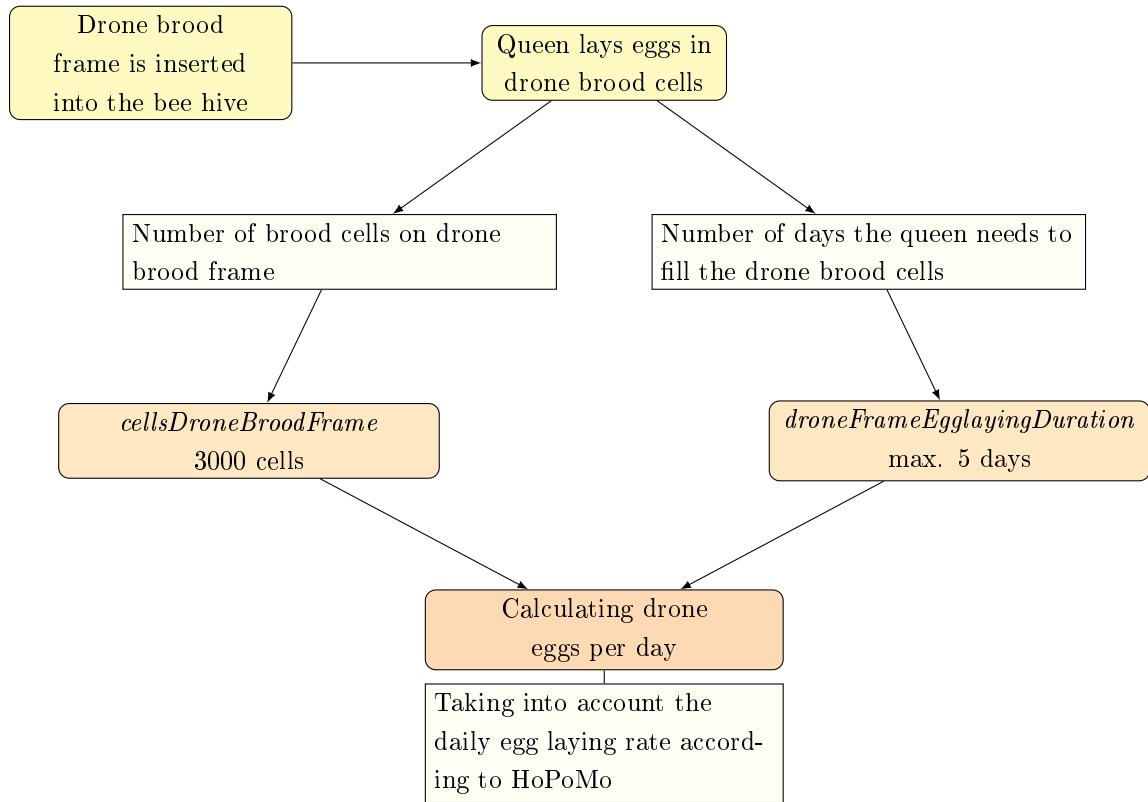 Drone brood
frame is inserted
into the bee hive
Queen lays eggs in
drone brood cells
Number of brood cells on drone
brood frame
Number of days the queen needs to
fill the drone brood cells
cellsDroneBroodFrame
3000 cells
droneFrameEgglayingDuration
max. 5 days
Calculating drone
eggs per day
Taking into account the
daily egg laying rate accord-
ing to HoPoMo